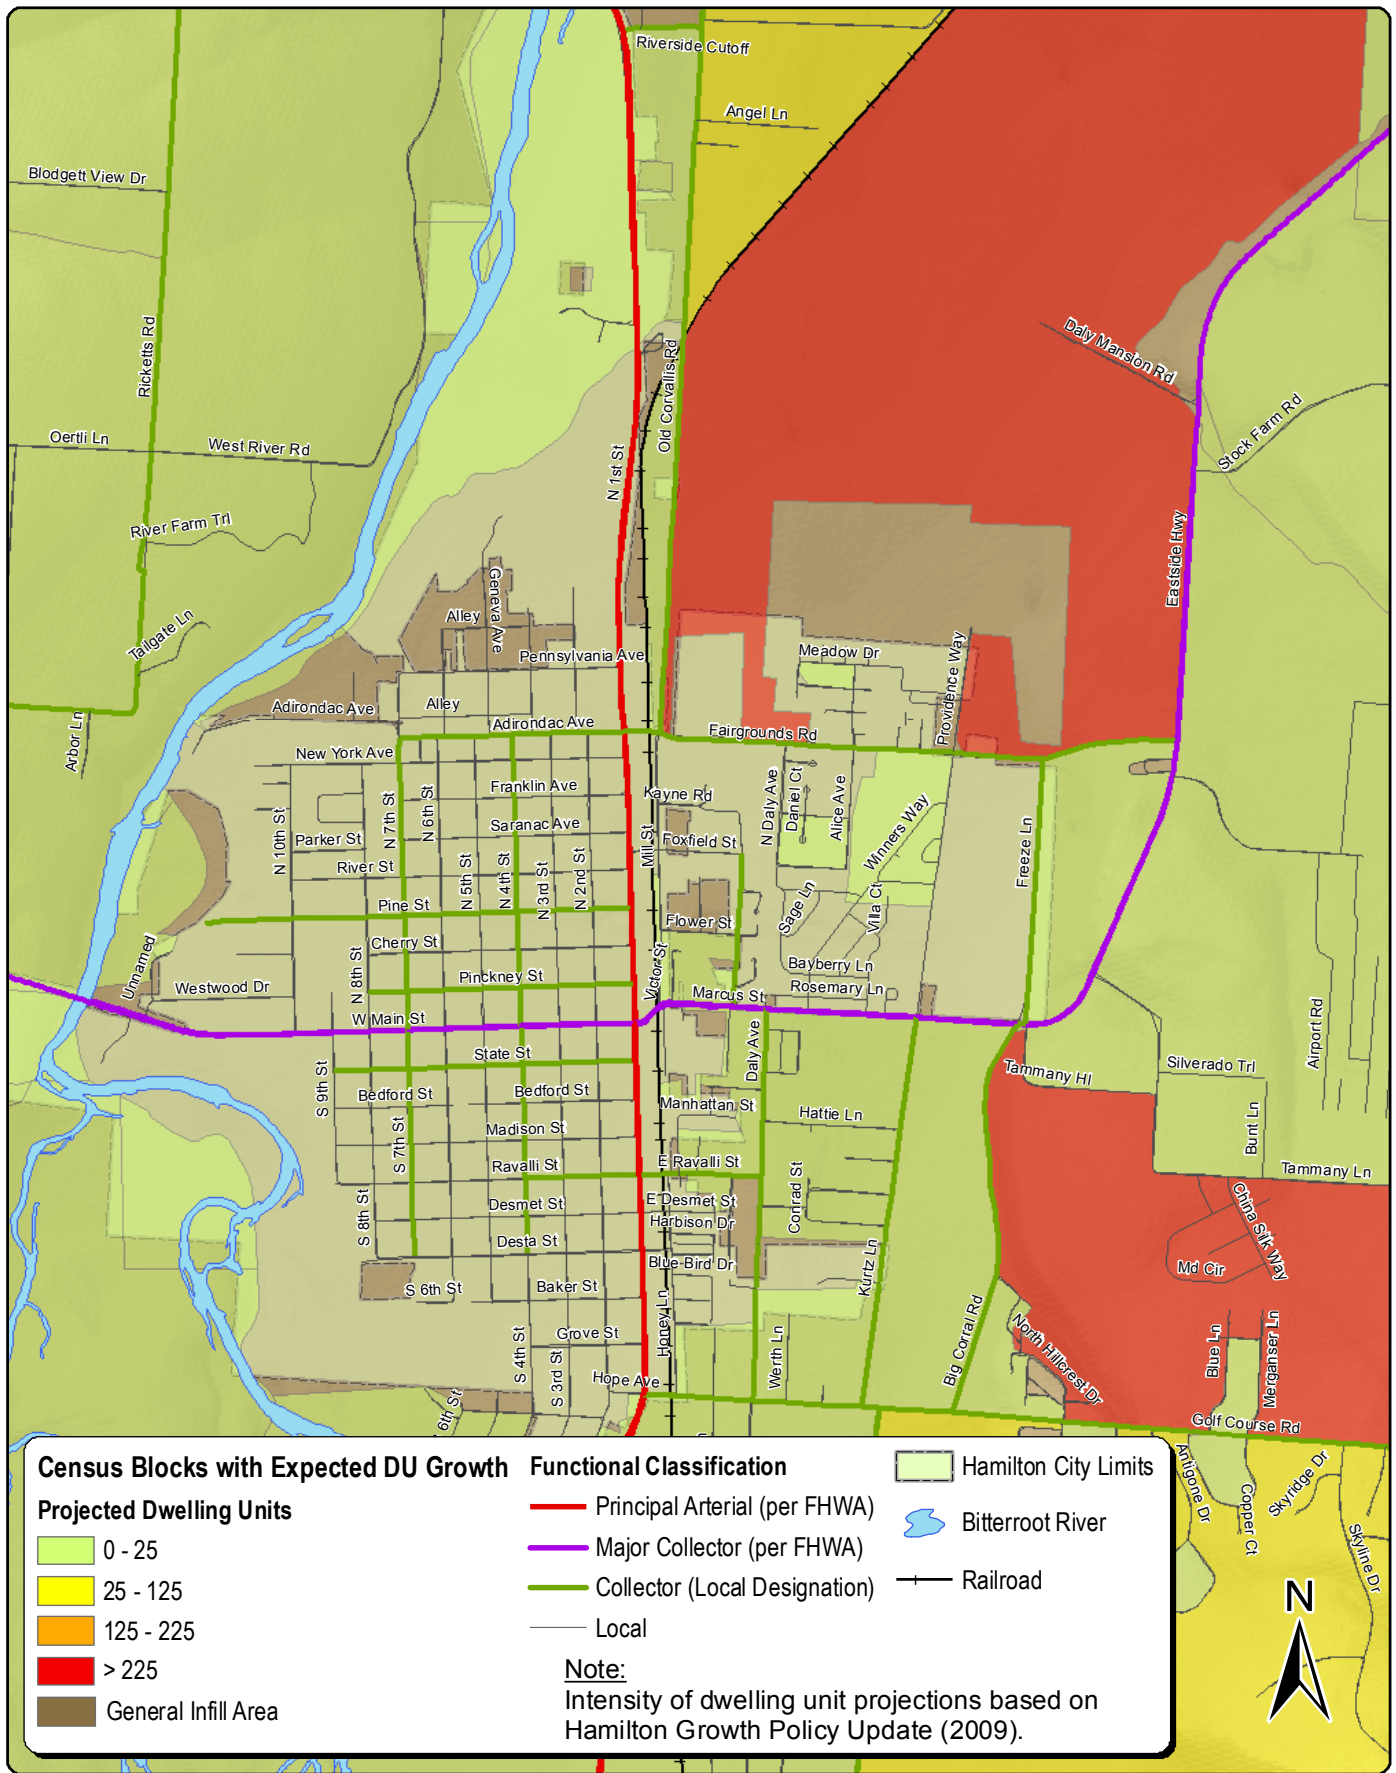 Riverside Cutoff
Angel Ln
Blodgett View Dr
Ricketts Rd
Daly Mansion Rd
Old Corvallis Rd
Stock Farm Rd
Oertli Ln
West River Rd
N 1st St
River Farm Trl
Eastside Hwy
Geneva Ave
Alley
Tailgate Ln
Pennsylvania Ave
Meadow Dr
Providence Way
Alley
Adirondac Ave
Adirondac Ave
Arbor Ln
Fairgrounds Rd
New York Ave
Franklin Ave
Kayne Rd
N Daly Ave
Daniel Ct
Alice Ave
Winners Way
N 10th St
N 7th St
N 6th St
Parker St
Saranac Ave
Mill St
Foxfield St
Freeze Ln
River St
N 5th St
N 4th St
N 3rd St
N 2nd St
Pine St
Flower St
Sage Ln
Villa Ct
Cherry St
Unnamed
N 8th St
Pinckney St
Victor St
Bayberry Ln
Westwood Dr
Rosemary Ln
Marcus St
W Main St
Airport Rd
State St
Daly Ave
Tammany Hl
Silverado Trl
S 9th St
Bedford St
Bedford St
Manhattan St
Hattie Ln
Bunt Ln
Madison St
S 7th St
Ravalli St
E Ravalli St
Tammany Ln
Conrad St
S 8th St
Desmet St
E Desmet St
Harbison Dr
China Silk Way
Desta St
Blue Bird Dr
Kurtz Ln
Md Cir
S 6th St
Baker St
Honey Ln
Big Corral Rd
North Hillcrest Dr
Grove St
S 4th St
S 3rd St
Werth Ln
Blue Ln
Merganser Ln
Hope Ave
6th St
Golf Course Rd
Antigone Dr
Copper Ct
Skyridge Dr
Skyline Dr
Census Blocks with Expected DU Growth
Projected Dwelling Units
0 - 25
25 - 125
125 - 225
> 225
General Infill Area
Functional Classification
Principal Arterial (per FHWA)
Major Collector (per FHWA)
Collector (Local Designation)
Local
Hamilton City Limits
Bitterroot River
Railroad
Note:
Intensity of dwelling unit projections based on
Hamilton Growth Policy Update (2009).
N